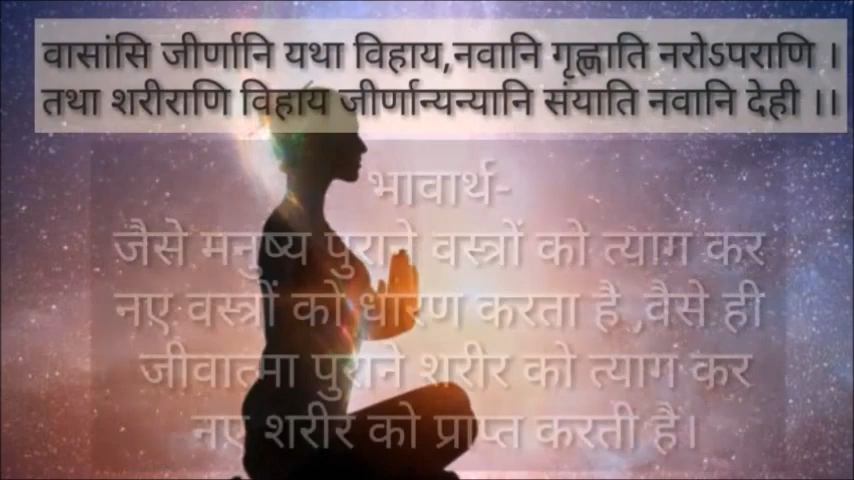 वासांसि जीर्णानि यथा विहाय,नवानि गृह्णाति नरोऽपराणि ।
तथा शरीराणि विहाय जीर्णान्यन्यानि संयाति नवानि देही ।।
भावार्थ-
जैसे मनुष्य पुराने वस्त्रों को त्याग कर
नए वस्त्रों को धारण करता है ,वैसे ही
जीवात्मा पुराने शरीर को त्याग कर
नए शरीर को प्राप्त करती है।